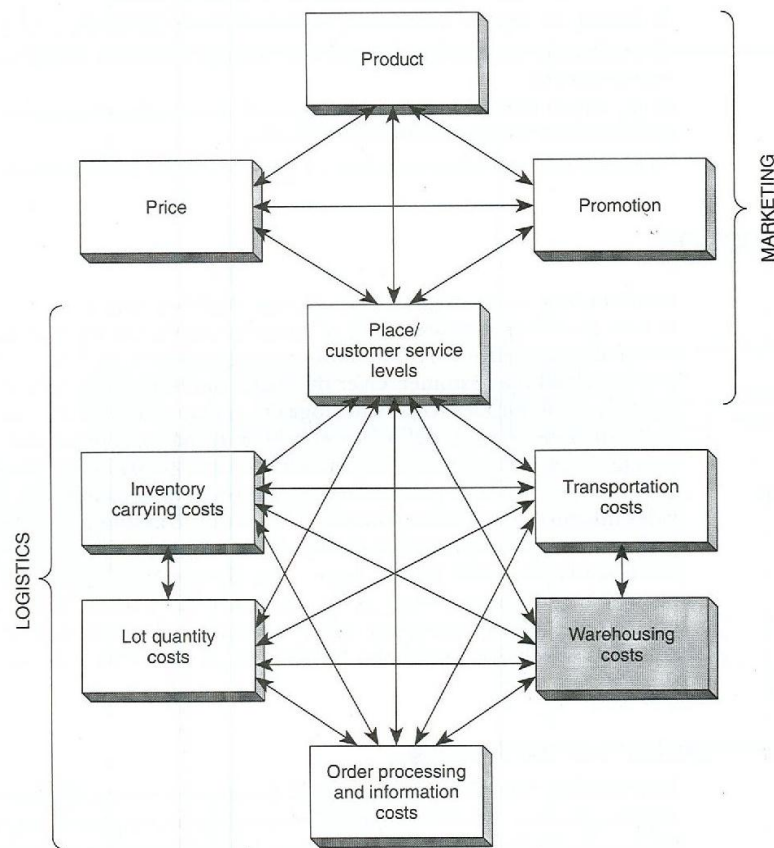 Product
MARKETING
Price
Promotion
Place/
customer service
levels
LOGISTICS
Inventory
carrying costs
Transportation
costs
Lot quantity
costs
Warehousing
costs
Order processing
and information
costs